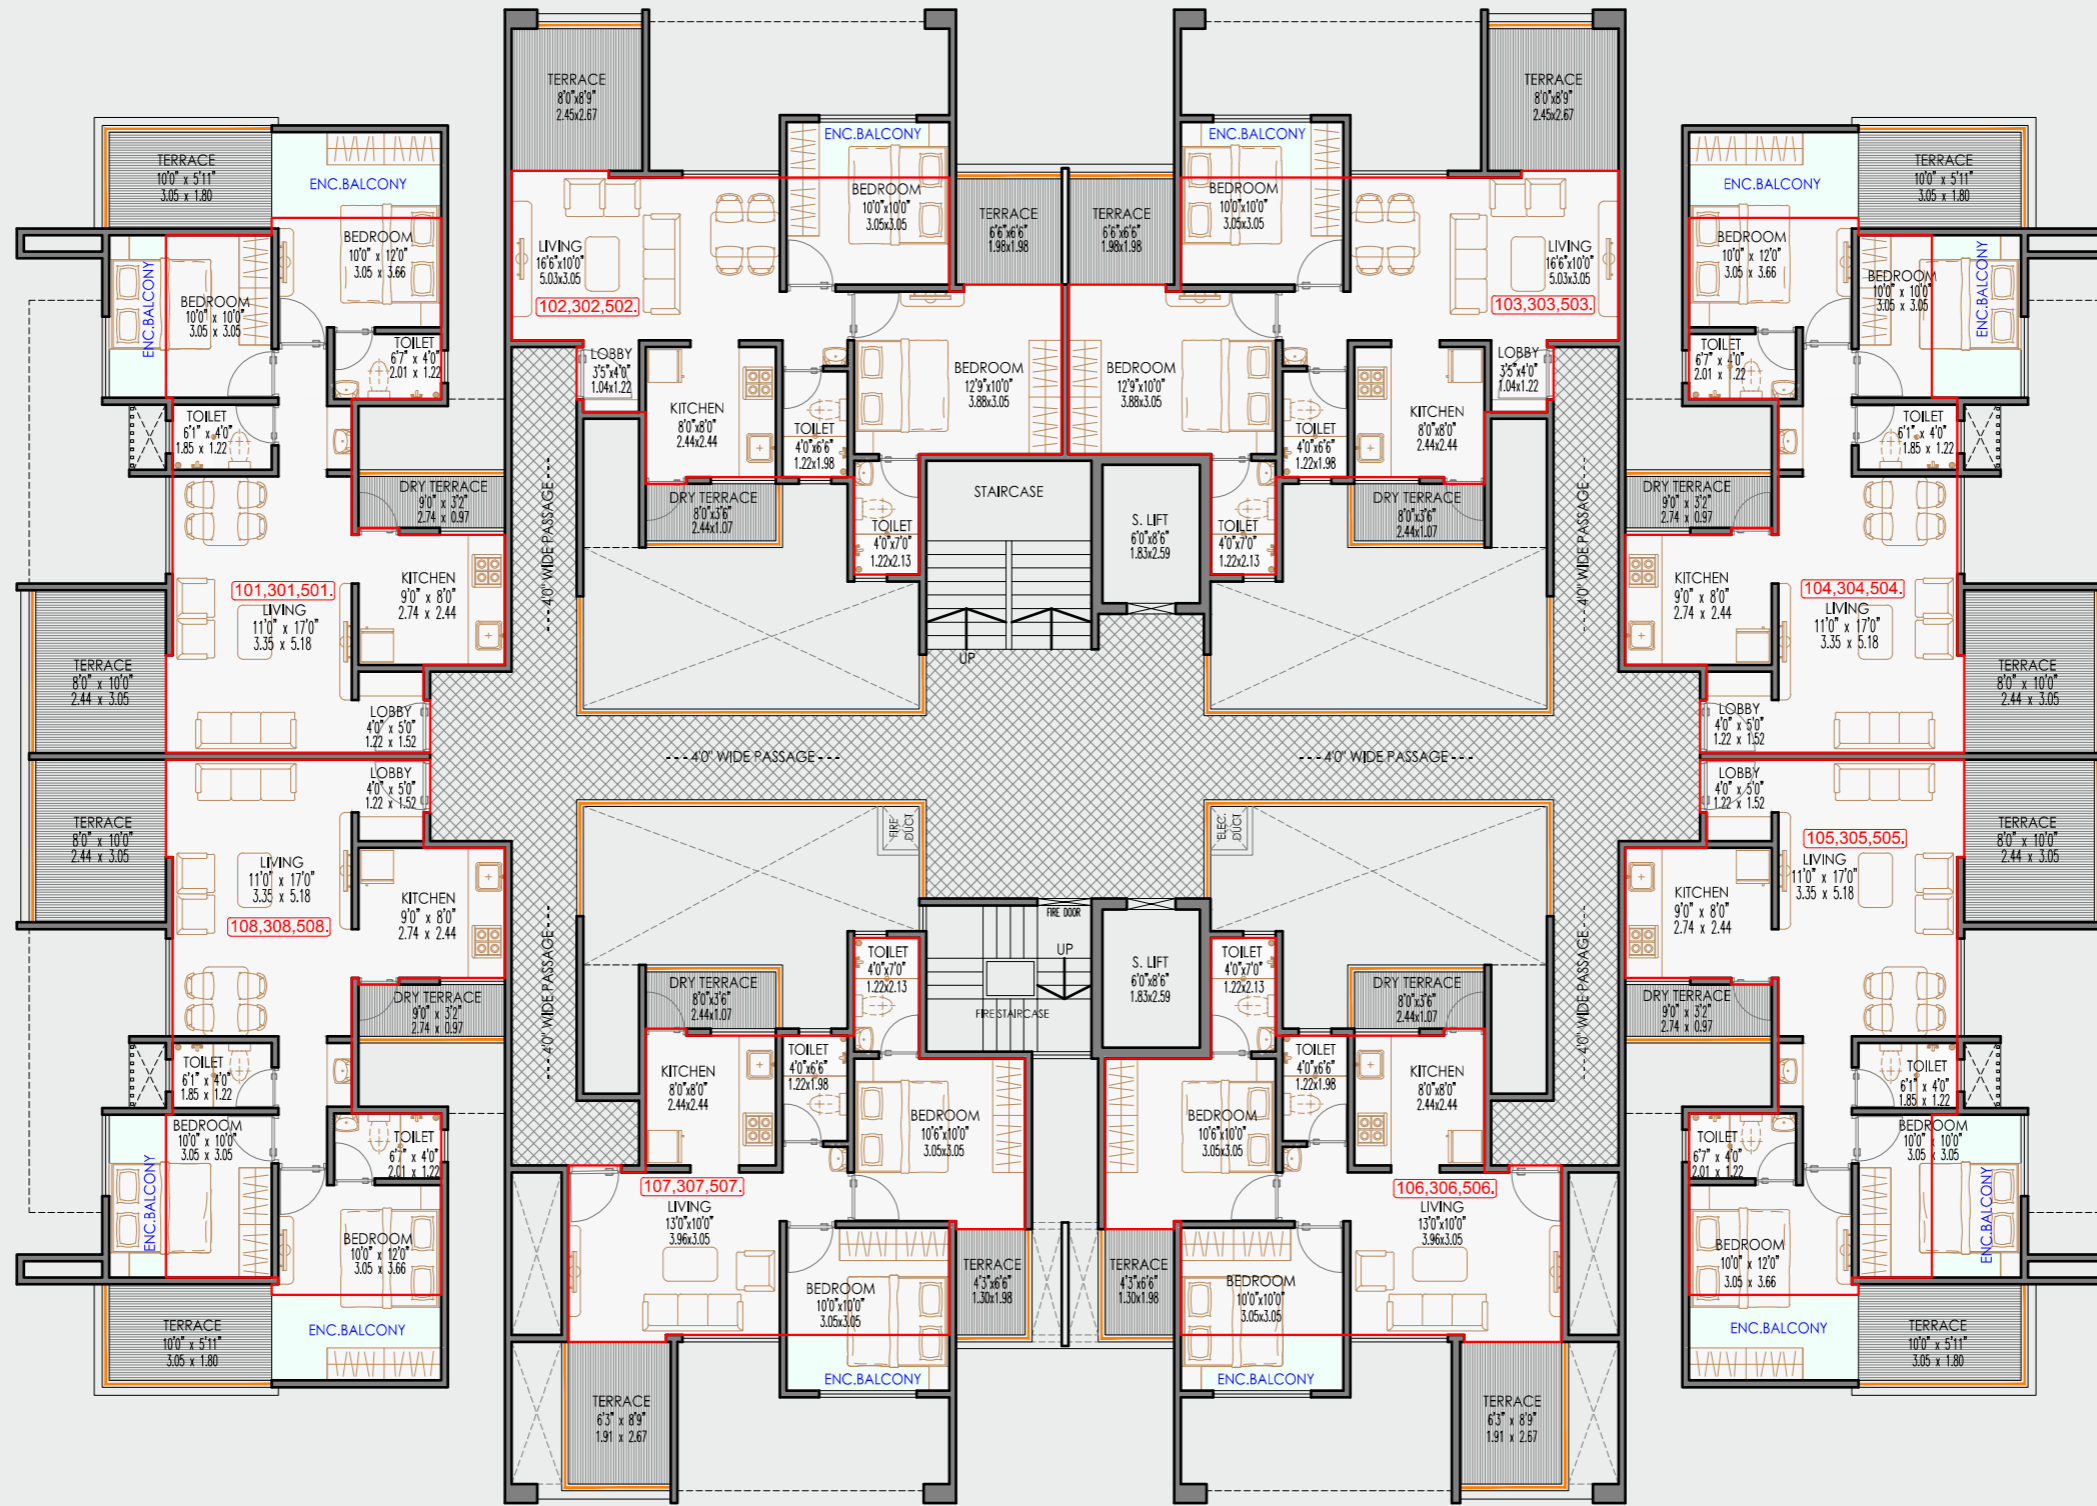 TERRACE
8'0"x8'9"
2.45x2.67
ENC.BALCONY
BEDROOM
10'0"x10'0"
3.05x3.05
TERRACE
6'6"x6'6"
1.98x1.98
LIVING
16'6"x10'0"
5.03x3.05
102,302,502.
LOBBY
3'5"x4'0"
1.04x1.22
KITCHEN
8'0"x8'0"
2.44x2.44
TOILET
4'0"x6'6"
1.22x1.98
BEDROOM
12'9"x10'0"
3.88x3.05
DRY TERRACE
8'0"x3'6"
2.44x1.07
TOILET
4'0"x7'0"
1.22x2.13
TERRACE
8'0"x8'9"
2.45x2.67
ENC.BALCONY
BEDROOM
10'0"x10'0"
3.05x3.05
TERRACE
6'6"x6'6"
1.98x1.98
LIVING
16'6"x10'0"
5.03x3.05
103,303,503.
LOBBY
3'5"x4'0"
1.04x1.22
KITCHEN
8'0"x8'0"
2.44x2.44
TOILET
4'0"x6'6"
1.22x1.98
BEDROOM
12'9"x10'0"
3.88x3.05
DRY TERRACE
8'0"x3'6"
2.44x1.07
TOILET
4'0"x7'0"
1.22x2.13
STAIRCASE
UP
S. LIFT
6'0"x8'6"
1.83x2.59
TERRACE
10'0" x 5'11"
3.05 x 1.80
ENC.BALCONY
BEDROOM
10'0" x 12'0"
3.05 x 3.66
ENC.BALCONY
BEDROOM
10'0" x 10'0"
3.05 x 3.05
TOILET
6'7" x 4'0"
2.01 x 1.22
TOILET
6'1" x 4'0"
1.85 x 1.22
DRY TERRACE
9'0" x 3'2"
2.74 x 0.97
KITCHEN
9'0" x 8'0"
2.74 x 2.44
101,301,501.
LIVING
11'0" x 17'0"
3.35 x 5.18
TERRACE
8'0" x 10'0"
2.44 x 3.05
LOBBY
4'0" x 5'0"
1.22 x 1.52
TERRACE
10'0" x 5'11"
3.05 x 1.80
ENC.BALCONY
BEDROOM
10'0" x 12'0"
3.05 x 3.66
BEDROOM
10'0" x 10'0"
3.05 x 3.05
ENC.BALCONY
TOILET
6'7" x 4'0"
2.01 x 1.22
TOILET
6'1" x 4'0"
1.85 x 1.22
DRY TERRACE
9'0" x 3'2"
2.74 x 0.97
KITCHEN
9'0" x 8'0"
2.74 x 2.44
104,304,504.
LIVING
11'0" x 17'0"
3.35 x 5.18
TERRACE
8'0" x 10'0"
2.44 x 3.05
LOBBY
4'0" x 5'0"
1.22 x 1.52
---4'0" WIDE PASSAGE---
---4'0" WIDE PASSAGE---
---4'0" WIDE PASSAGE---
---4'0" WIDE PASSAGE---
---4'0" WIDE PASSAGE---
---4'0" WIDE PASSAGE---
LOBBY
4'0" x 5'0"
1.22 x 1.52
TERRACE
8'0" x 10'0"
2.44 x 3.05
LIVING
11'0" x 17'0"
3.35 x 5.18
108,308,508.
KITCHEN
9'0" x 8'0"
2.74 x 2.44
DRY TERRACE
9'0" x 3'2"
2.74 x 0.97
TOILET
6'1" x 4'0"
1.85 x 1.22
BEDROOM
10'0" x 10'0"
3.05 x 3.05
TOILET
6'7" x 4'0"
2.01 x 1.22
ENC.BALCONY
BEDROOM
10'0" x 12'0"
3.05 x 3.66
ENC.BALCONY
TERRACE
10'0" x 5'11"
3.05 x 1.80
LOBBY
4'0" x 5'0"
1.22 x 1.52
TERRACE
8'0" x 10'0"
2.44 x 3.05
105,305,505.
LIVING
11'0" x 17'0"
3.35 x 5.18
KITCHEN
9'0" x 8'0"
2.74 x 2.44
DRY TERRACE
9'0" x 3'2"
2.74 x 0.97
TOILET
6'1" x 4'0"
1.85 x 1.22
BEDROOM
10'0" x 10'0"
3.05 x 3.05
TOILET
6'7" x 4'0"
2.01 x 1.22
ENC.BALCONY
BEDROOM
10'0" x 12'0"
3.05 x 3.66
ENC.BALCONY
TERRACE
10'0" x 5'11"
3.05 x 1.80
FIRE
DUCT
ELEC.
DUCT
FIRE DOOR
UP
FIRE STAIRCASE
S. LIFT
6'0"x8'6"
1.83x2.59
TOILET
4'0"x7'0"
1.22x2.13
DRY TERRACE
8'0"x3'6"
2.44x1.07
KITCHEN
8'0"x8'0"
2.44x2.44
TOILET
4'0"x6'6"
1.22x1.98
BEDROOM
10'6"x10'0"
3.05x3.05
107,307,507.
LIVING
13'0"x10'0"
3.96x3.05
BEDROOM
10'0"x10'0"
3.05x3.05
TERRACE
4'3"x6'6"
1.30x1.98
ENC.BALCONY
TERRACE
6'3" x 8'9"
1.91 x 2.67
TOILET
4'0"x7'0"
1.22x2.13
DRY TERRACE
8'0"x3'6"
2.44x1.07
TOILET
4'0"x6'6"
1.22x1.98
KITCHEN
8'0"x8'0"
2.44x2.44
BEDROOM
10'6"x10'0"
3.05x3.05
106,306,506.
LIVING
13'0"x10'0"
3.96x3.05
TERRACE
4'3"x6'6"
1.30x1.98
BEDROOM
10'0"x10'0"
3.05x3.05
ENC.BALCONY
TERRACE
6'3" x 8'9"
1.91 x 2.67